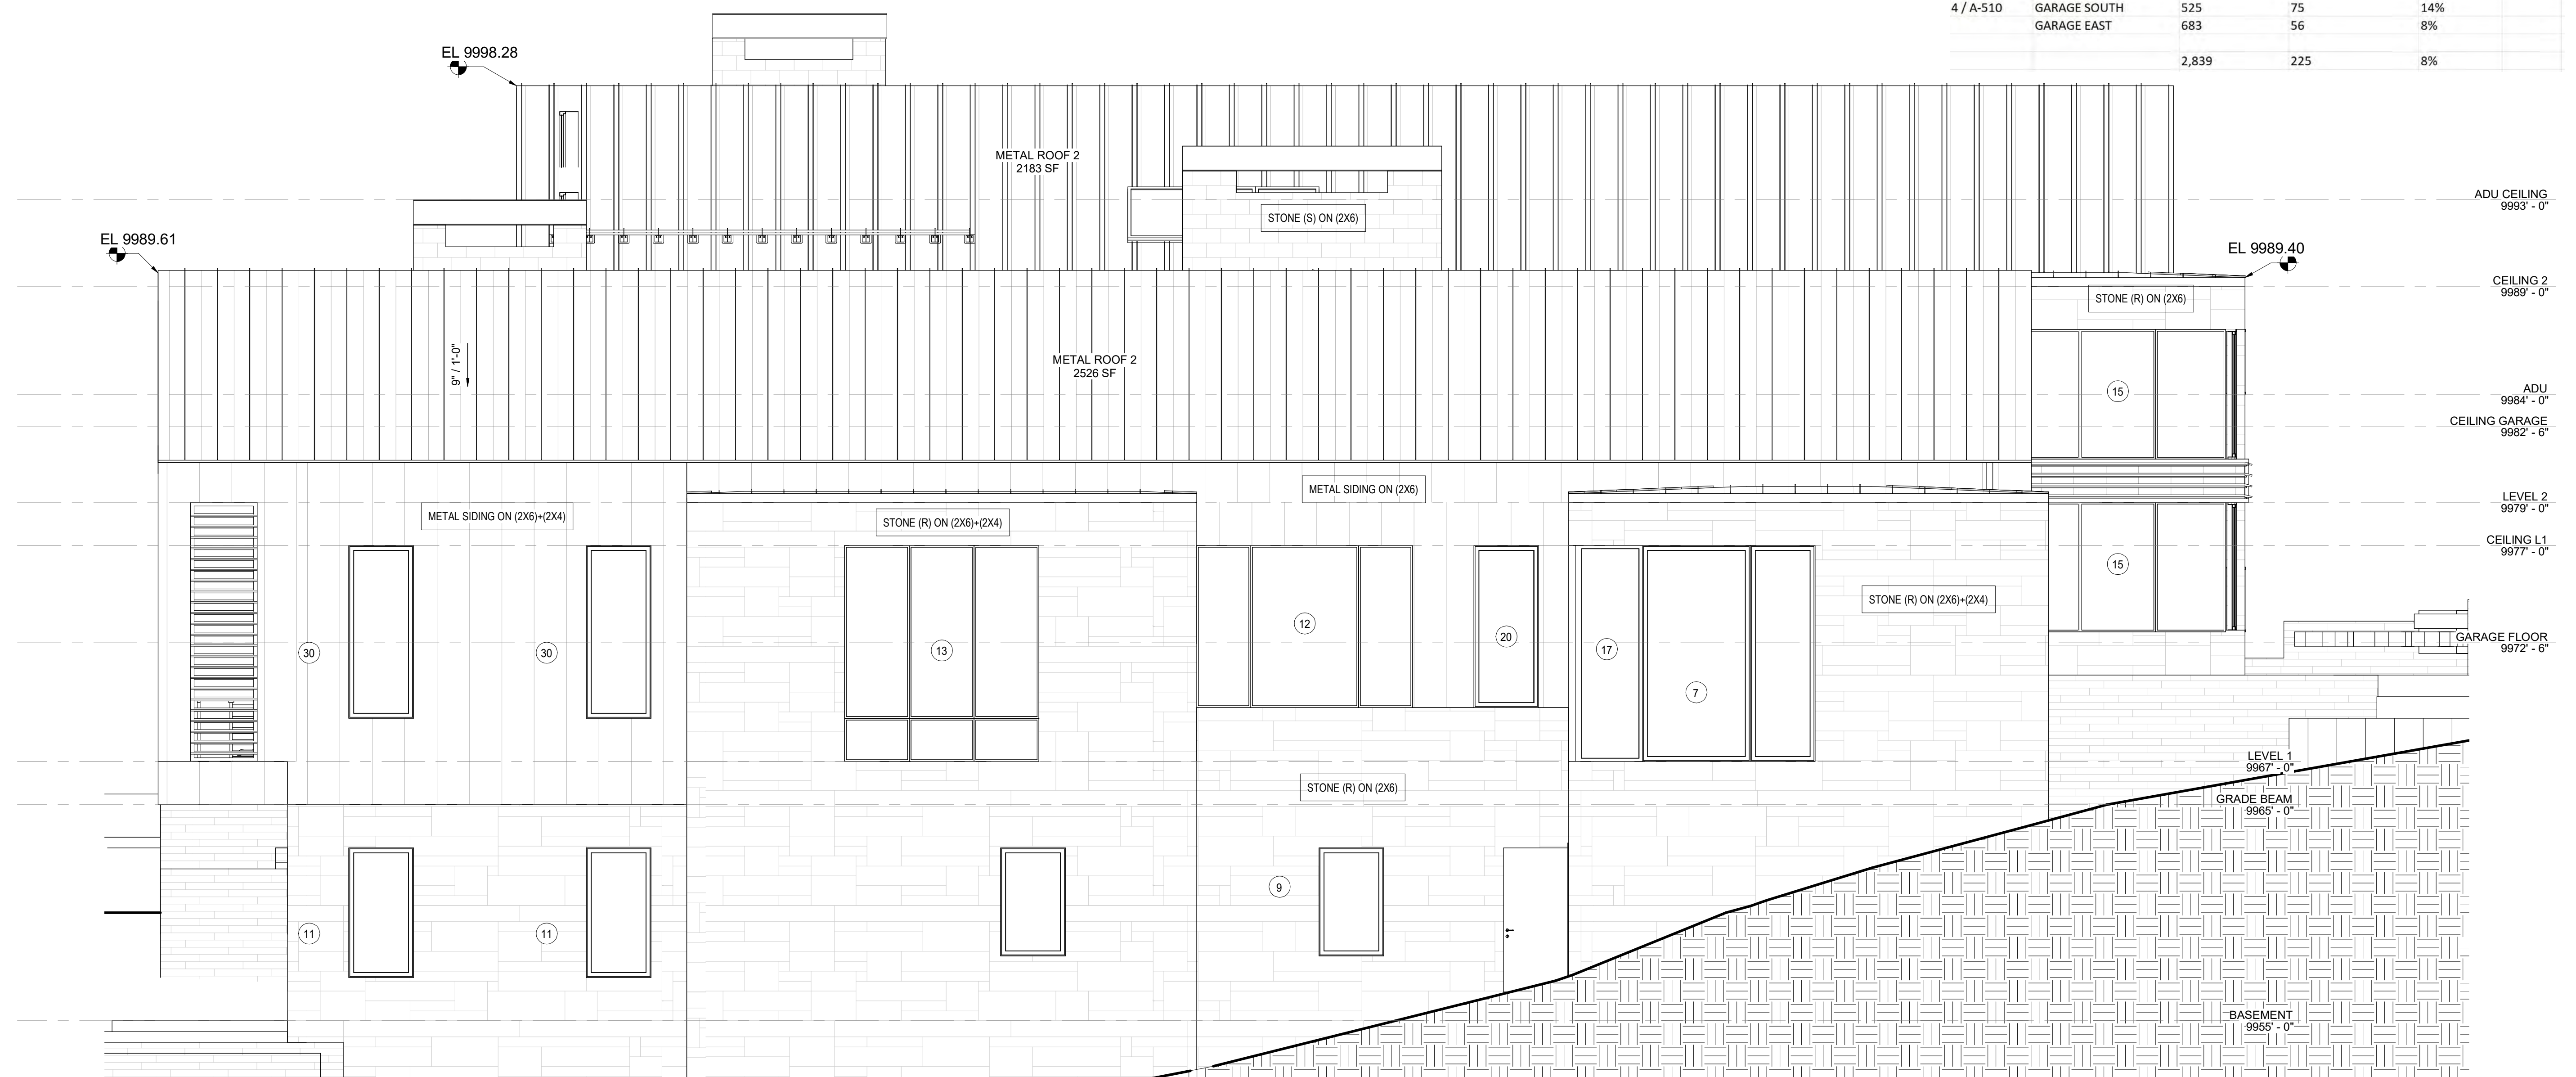 4 / A-510 GARAGE SOUTH 525 75 14%
GARAGE EAST 683 56 8%
2,839 225 8%
EL 9998.28
METAL ROOF 2
2183 SF
ADU CEILING
9993' - 0"
STONE (S) ON (2X6)
EL 9989.61
EL 9989.40
CEILING 2
9989' - 0"
STONE (R) ON (2X6)
9" / 1'-0"
METAL ROOF 2
2526 SF
15
ADU
9984' - 0"
CEILING GARAGE
9982' - 6"
METAL SIDING ON (2X6)
LEVEL 2
9979' - 0"
METAL SIDING ON (2X6)+(2X4)
STONE (R) ON (2X6)+(2X4)
CEILING L1
9977' - 0"
15
STONE (R) ON (2X6)+(2X4)
12
20
GARAGE FLOOR
9972' - 6"
30
30
13
17
7
LEVEL 1
9967' - 0"
STONE (R) ON (2X6)
GRADE BEAM
9965' - 0"
9
11
11
BASEMENT
9955' - 0"